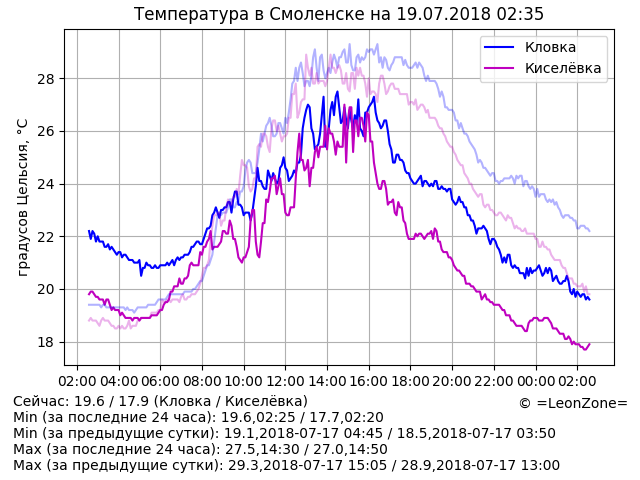 Температура в Смоленске на 19.07.2018 02:35
Кловка
Киселёвка
градусов Цельсия, °C
28
26
24
22
20
18
02:00 04:00 06:00 08:00 10:00 12:00 14:00 16:00 18:00 20:00 22:00 00:00 02:00
Сейчас: 19.6 / 17.9 (Кловка / Киселёвка)
© =LeonZone=
Min (за последние 24 часа): 19.6,02:25 / 17.7,02:20
Min (за предыдущие сутки): 19.1,2018-07-17 04:45 / 18.5,2018-07-17 03:50
Max (за последние 24 часа): 27.5,14:30 / 27.0,14:50
Max (за предыдущие сутки): 29.3,2018-07-17 15:05 / 28.9,2018-07-17 13:00